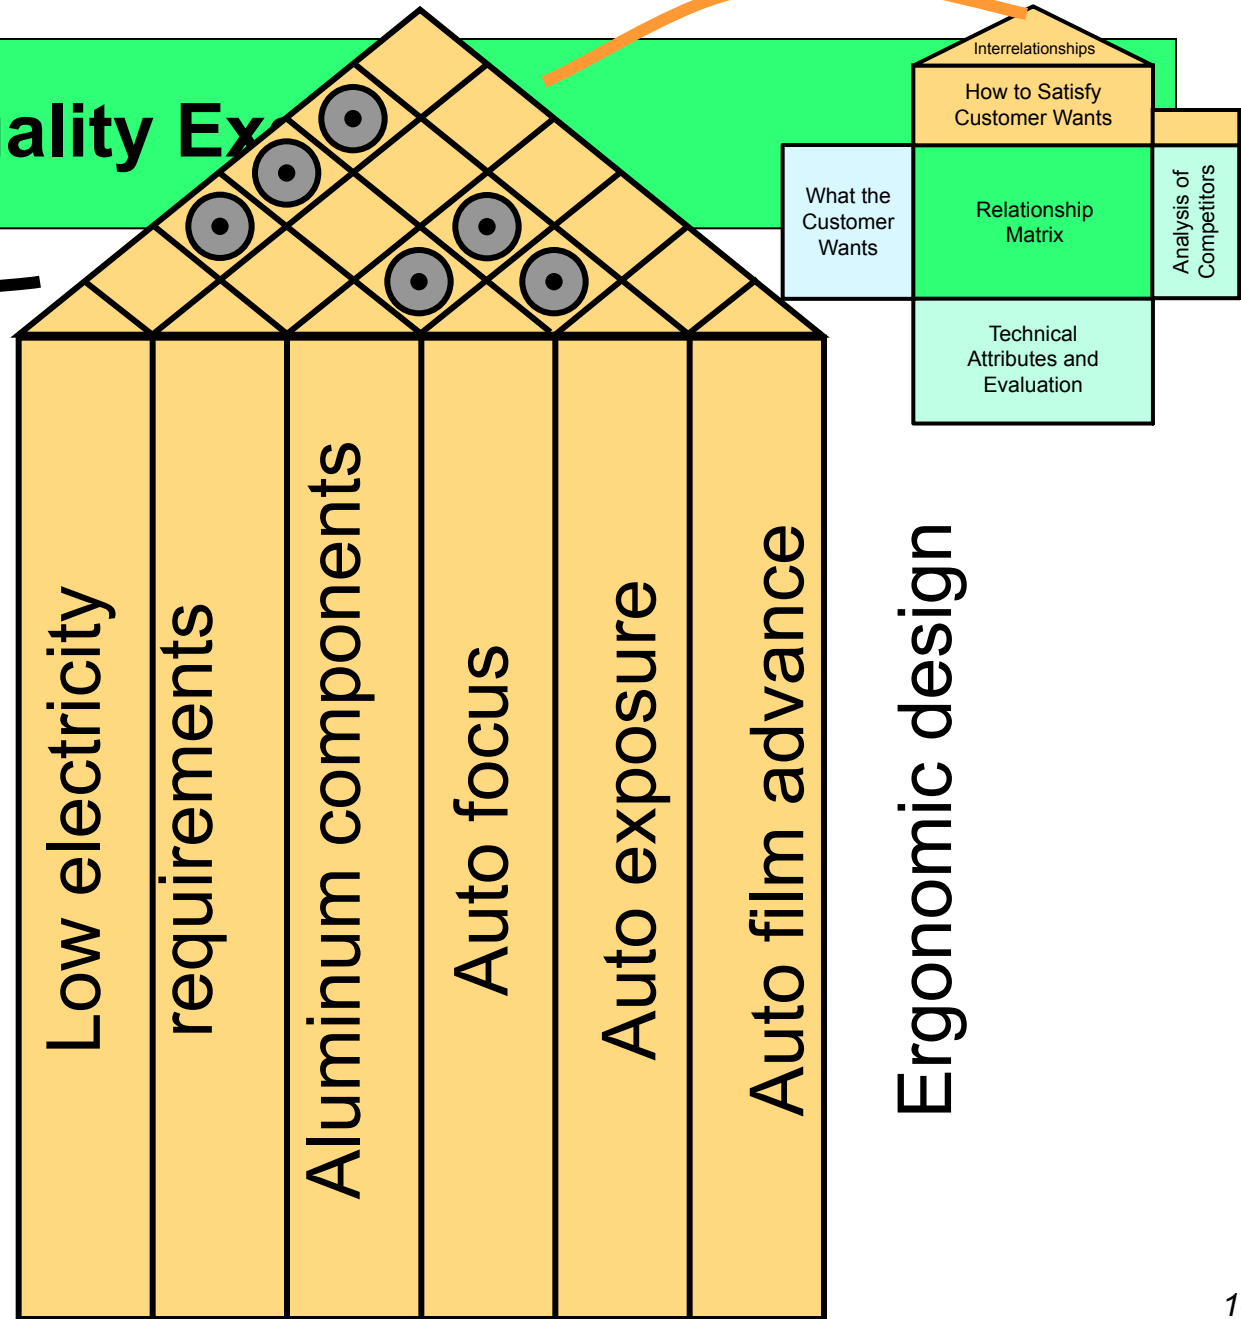 ality Ex
Interrelationships
How to Satisfy
Customer Wants
What the
Customer
Wants
Relationship
Matrix
Analysis of
Competitors
Technical
Attributes and
Evaluation
Low electricity
requirements
Aluminum components
Auto focus
Auto exposure
Auto film advance
Ergonomic design
1